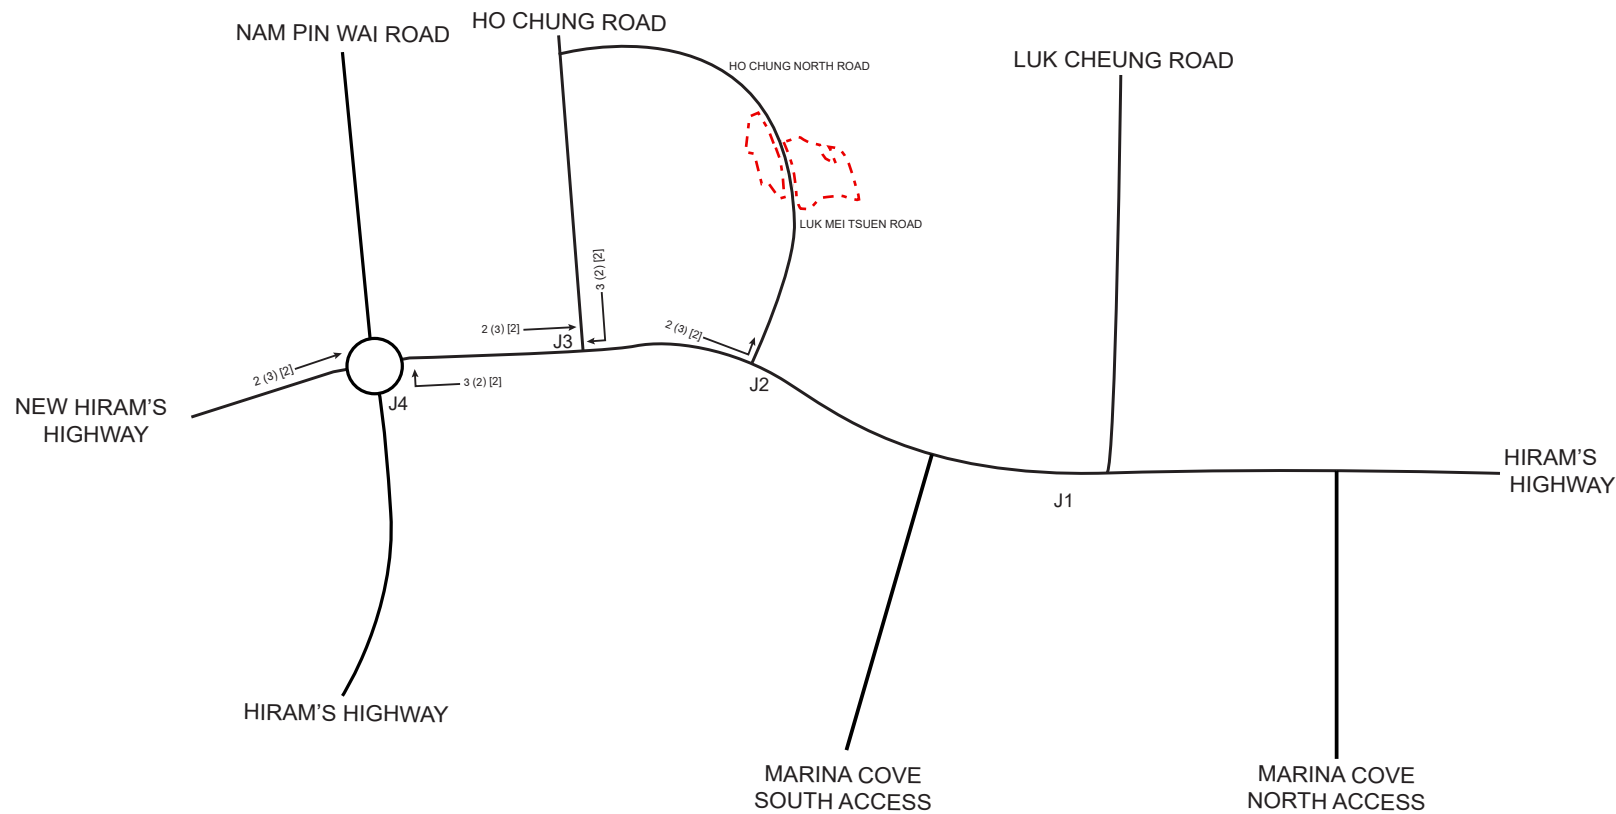 NAM PIN WAI ROAD
HO CHUNG ROAD
HO CHUNG NORTH ROAD
LUK CHEUNG ROAD
LUK MEI TSUEN ROAD
3 (2) [2]
2 (3) [2]
J3
2 (3) [2]
J2
2 (3) [2]
3 (2) [2]
J4
NEW HIRAM'S
HIGHWAY
HIRAM'S
HIGHWAY
J1
HIRAM'S HIGHWAY
MARINA COVE
SOUTH ACCESS
MARINA COVE
NORTH ACCESS